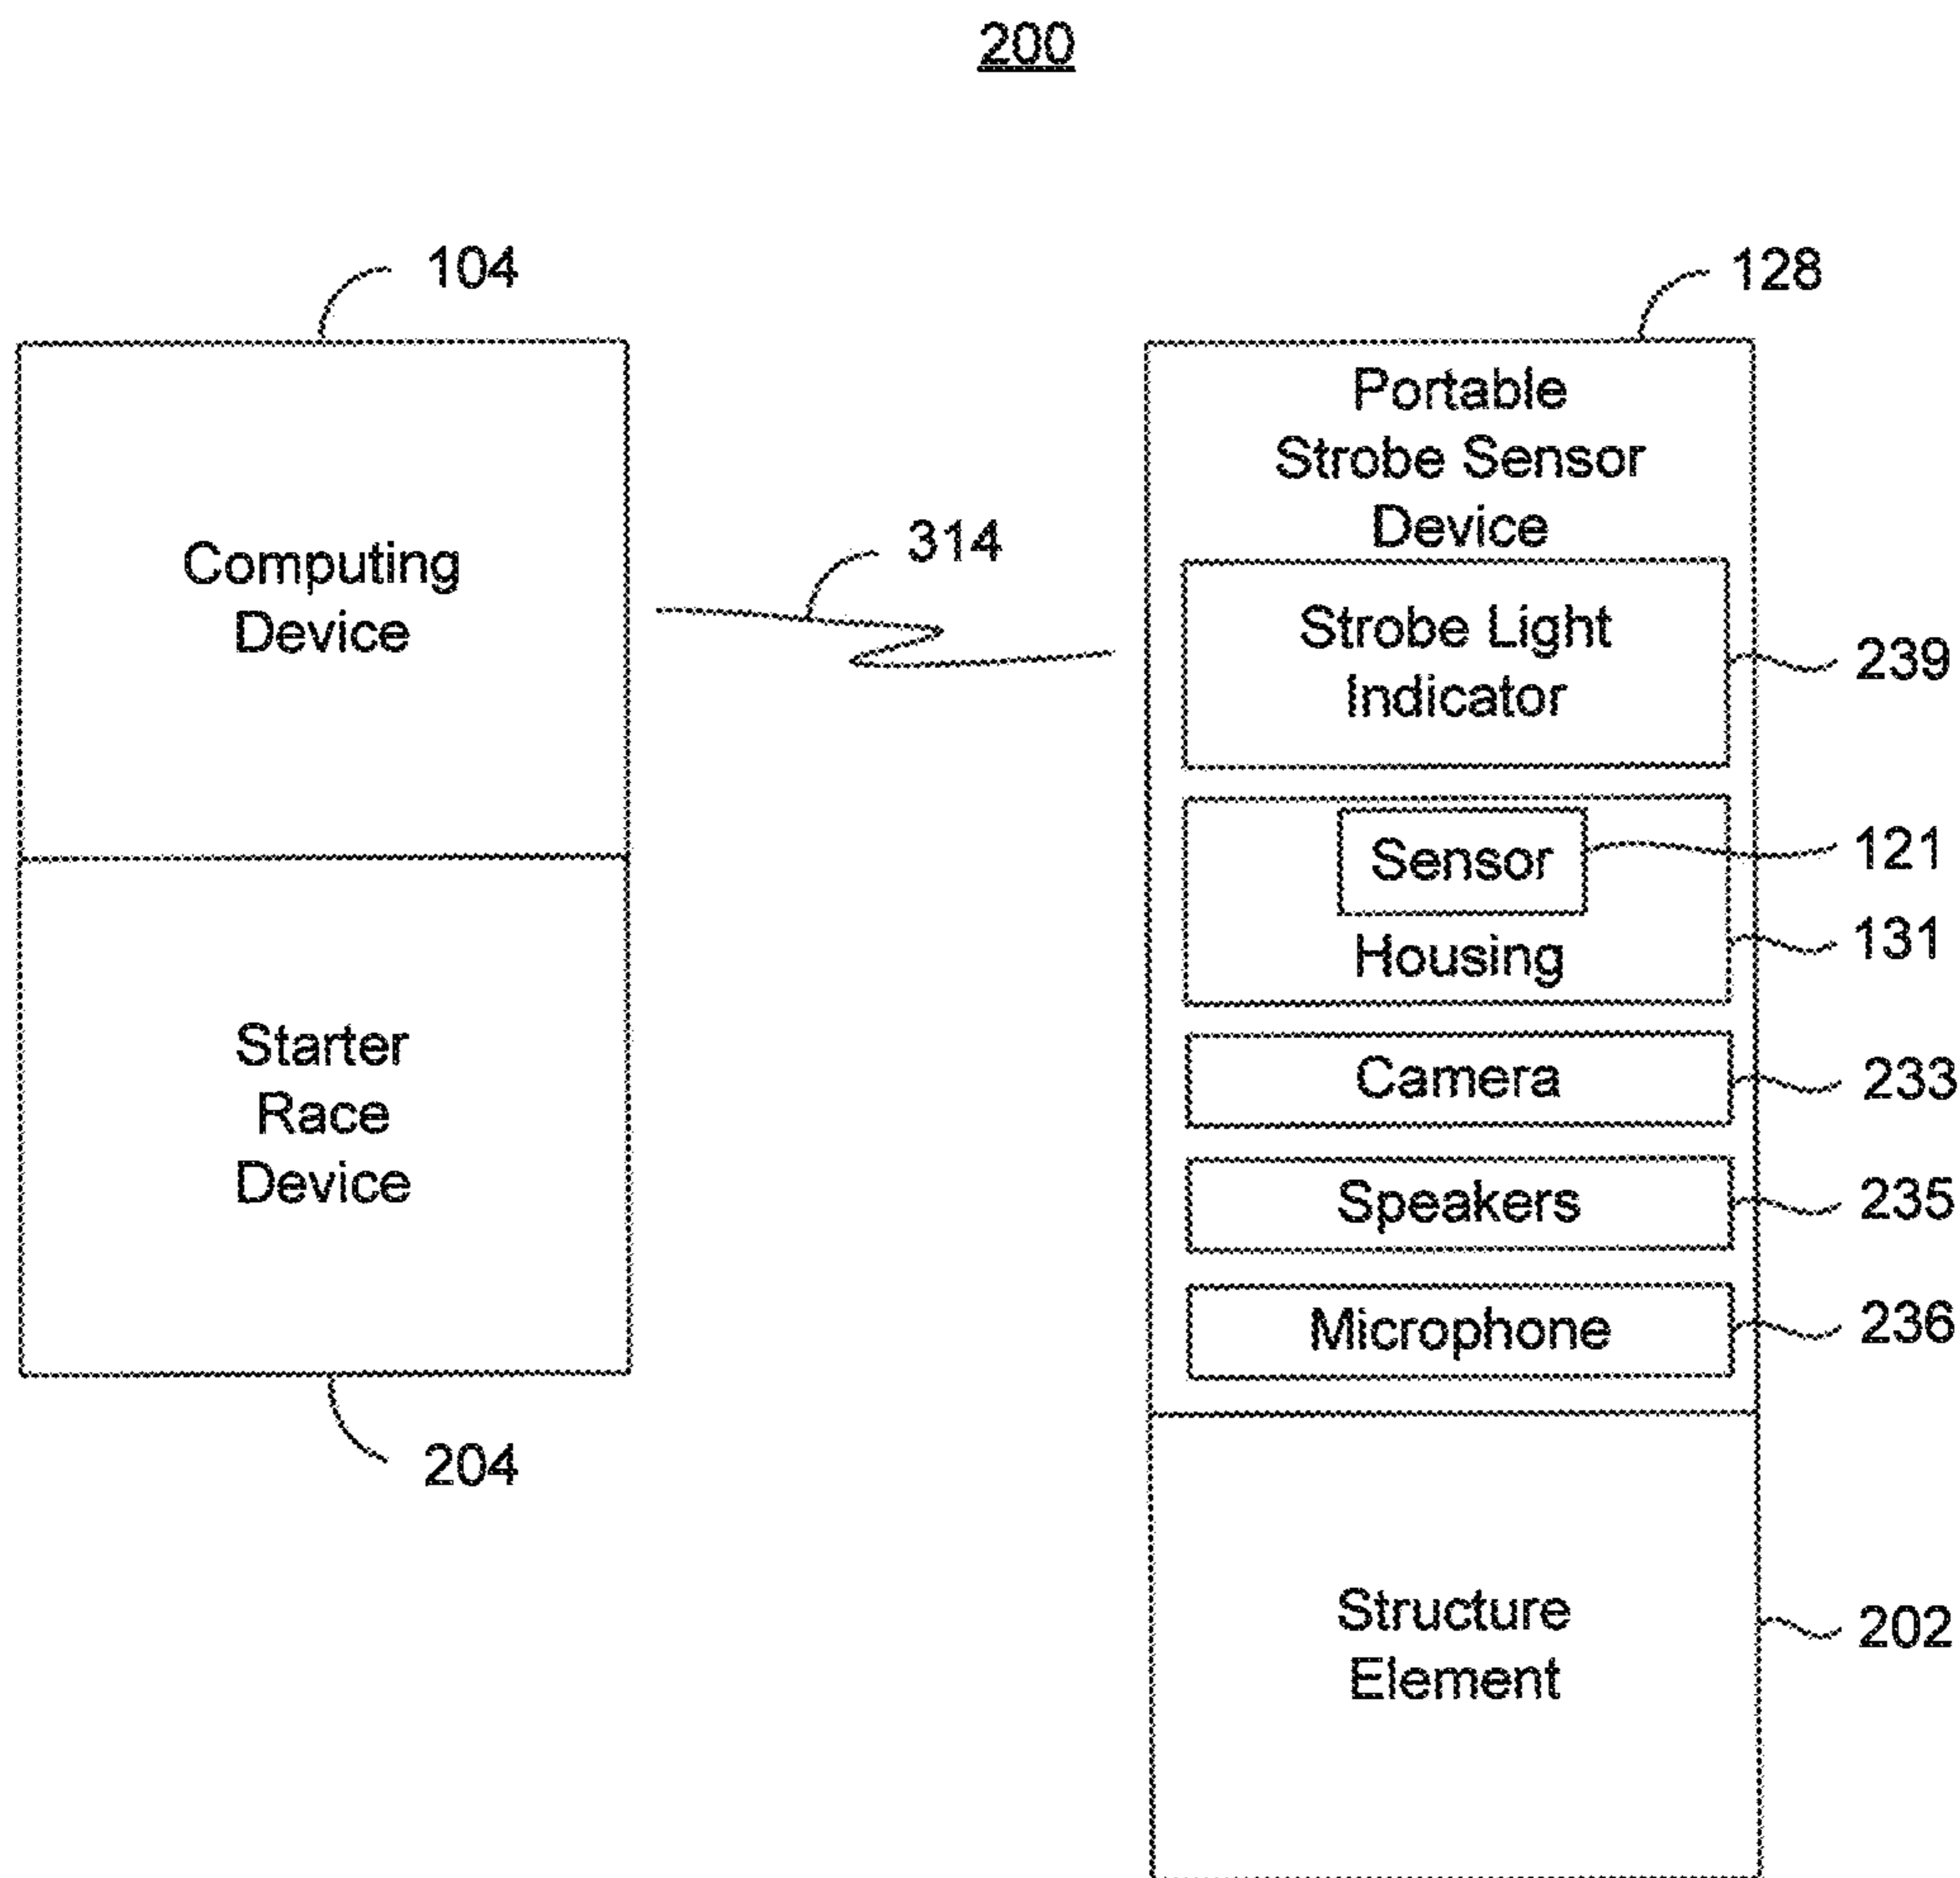 200
104
Computing
Device
Starter
Race
Device
204
314
128
Portable
Strobe Sensor
Device
Strobe Light
Indicator
239
Sensor
121
Housing
131
Camera
233
Speakers
235
Microphone
236
Structure
Element
202